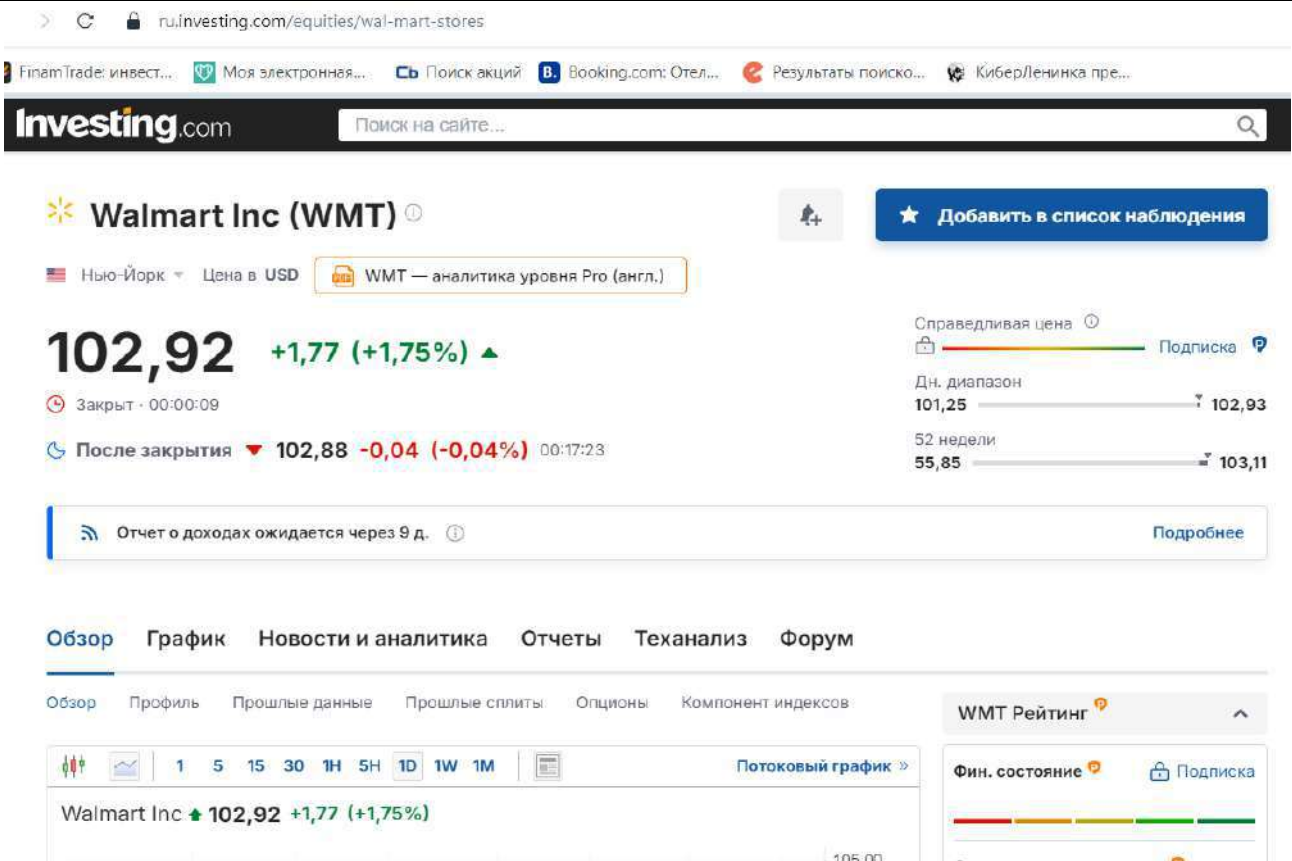 ru.investing.com/equities/wal-mart-stores
FinamTrade: инвест... Моя электронная... Сь Поиск акций B. Booking.com: Отел... Результаты поиско... КиберЛенинка пре...
Investing.com Поиск на сайте...
Walmart Inc (WMT) Добавить в список наблюдения
Нью-Йорк Цена в USD WMT — аналитика уровня Pro (англ.)
102,92 +1,77 (+1,75%)
Справедливая цена
Подписка
Закрыт · 00:00:09
Дн. диапазон
101,25 102,93
После закрытия 102,88 -0,04 (-0,04%) 00:17:23
52 недели
55,85 103,11
Отчет о доходах ожидается через 9 д. Подробнее
Обзор График Новости и аналитика Отчеты Теханализ Форум
Обзор Профиль Прошлые данные Прошлые сплиты Опционы Компонент индексов
WMT Рейтинг
1 5 15 30 1H 5H 1D 1W 1M Потоковый график »
Фин. состояние Подписка
Walmart Inc 102,92 +1,77 (+1,75%)
105,00